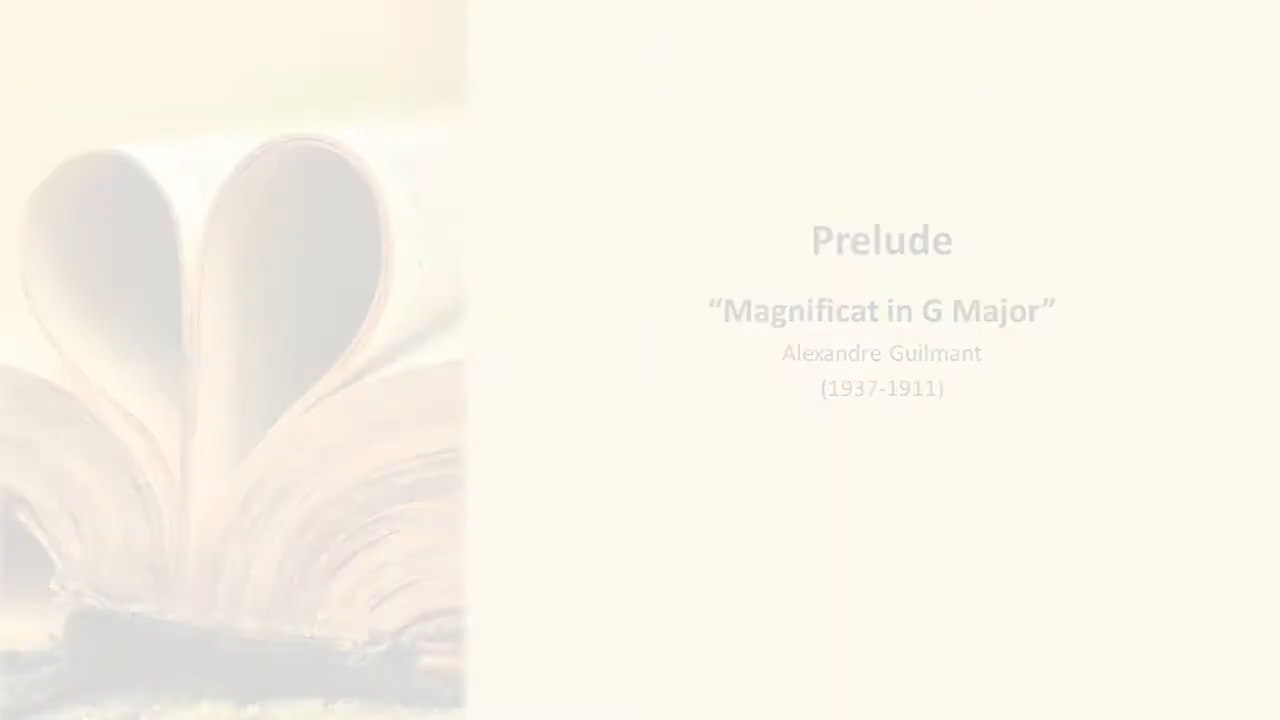 Prelude
“Magnificat in G Major”
Alexandre Guilmant
(1937-1911)